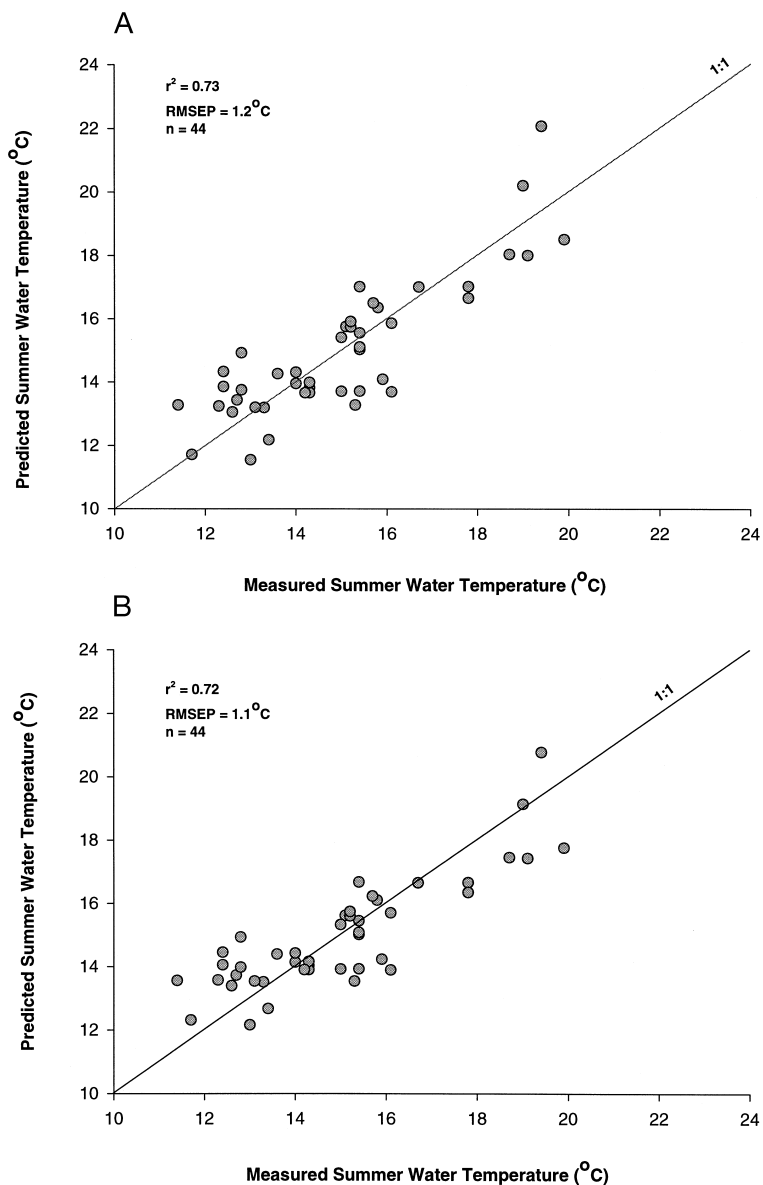 A
24
22
20
18
16
14
12
10
Predicted Summer Water Temperature (°C)
r² = 0.73
RMSEP = 1.2°C
n = 44
1:1
10 12 14 16 18 20 22 24
Measured Summer Water Temperature (°C)
B
24
22
20
18
16
14
12
10
Predicted Summer Water Temperature (°C)
r² = 0.72
RMSEP = 1.1°C
n = 44
1:1
10 12 14 16 18 20 22 24
Measured Summer Water Temperature (°C)